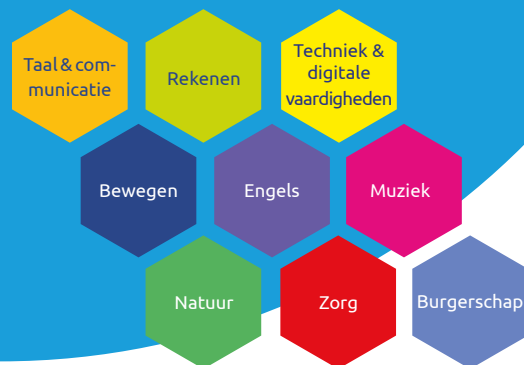 Taal & com-
municatie
Rekenen
Techniek &
digitale
vaardigheden
Bewegen
Engels
Muziek
Natuur
Zorg
Burgerschap